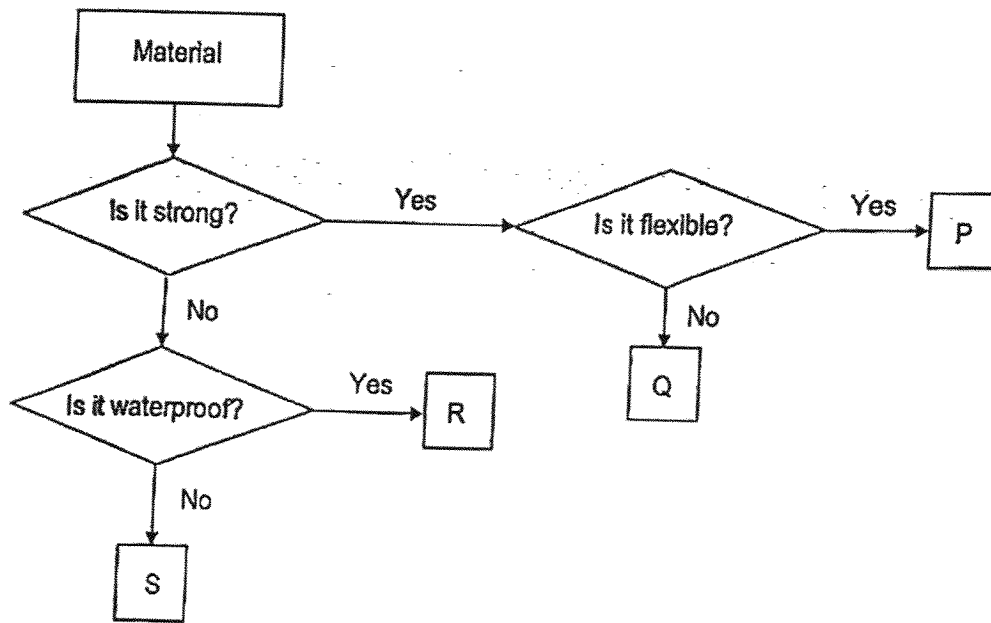 Material
Is it strong?
Yes
Is it flexible?
Yes
P
No
No
Q
Is it waterproof?
Yes
R
No
S